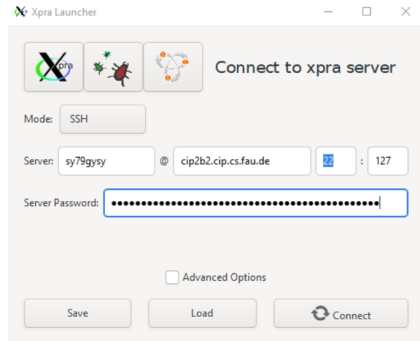 Xpra Launcher
xpra Connect to xpra server
Mode: SSH
Server: sy79gysy @ cip2b2.cip.cs.fau.de 22 : 127
Server Password: ●●●●●●●●●●●●●●●●●●●●●●●●●●●●●●●●●●●●●●●●●●●●●●
Advanced Options
Save Load Connect